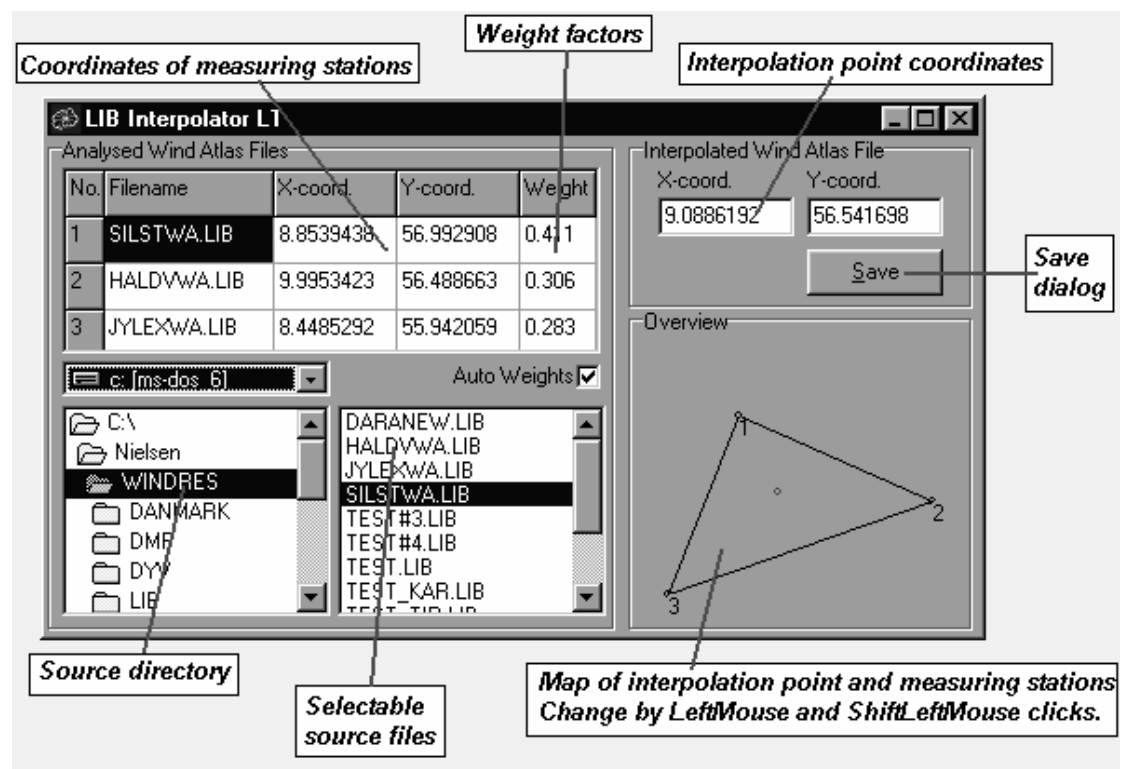 Weight factors
Coordinates of measuring stations
Interpolation point coordinates
LIB Interpolator LT
Analysed Wind Atlas Files
No. Filename X-coord. Y-coord. Weight
1 SILSTWA.LIB 8.8539438 56.992908 0.411
2 HALDVWA.LIB 9.9953423 56.488663 0.306
3 JYLEXWA.LIB 8.4485292 55.942059 0.283
Interpolated Wind Atlas File
X-coord. Y-coord.
9.0886192 56.541698
Save
Save
dialog
c: [ms-dos_6]
Auto Weights
C:\
Nielsen
WINDRES
DANMARK
DYV
LIB
DARANEW.LIB
HALDVWA.LIB
JYLEXWA.LIB
SILSTWA.LIB
TEST#3.LIB
TEST#4.LIB
TEST.LIB
TEST_KAR.LIB
Overview
1
2
3
Source directory
Selectable
source files
Map of interpolation point and measuring stations
Change by LeftMouse and ShiftLeftMouse clicks.